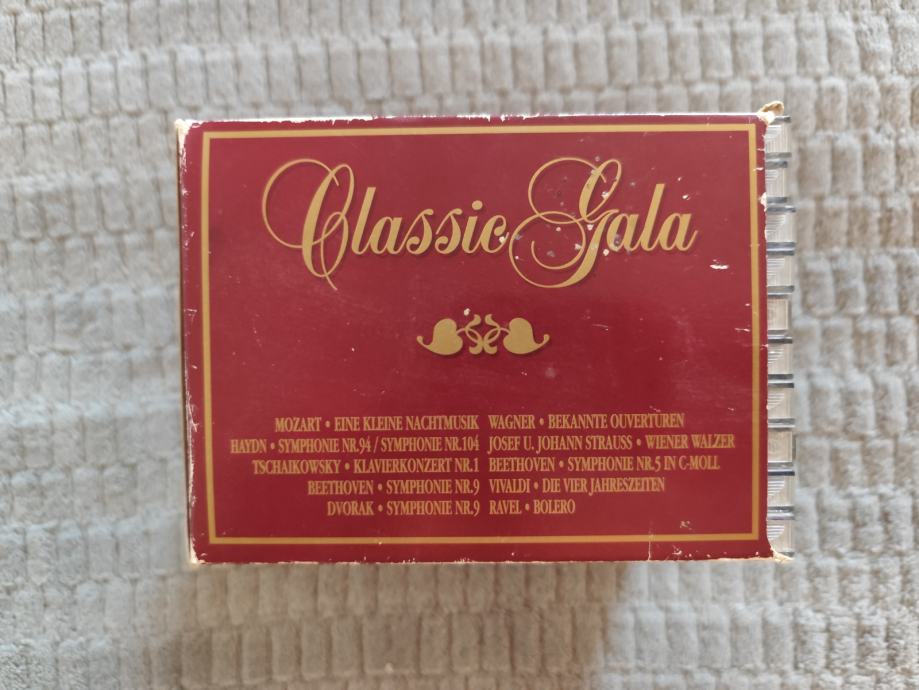 Classic Gala
MOZART • EINE KLEINE NACHTMUSIK WAGNER • BEKANNTE OUVERTUREN
HAYDN • SYMPHONIE NR.94 / SYMPHONIE NR.104 JOSEF U. JOHANN STRAUSS • WIENER WALZER
TSCHAIKOWSKY • KLAVIERKONZERT NR.1 BEETHOVEN • SYMPHONIE NR.5 IN C-MOLL
BEETHOVEN • SYMPHONIE NR.9 VIVALDI • DIE VIER JAHRESZEITEN
DVORAK • SYMPHONIE NR.9 RAVEL • BOLERO